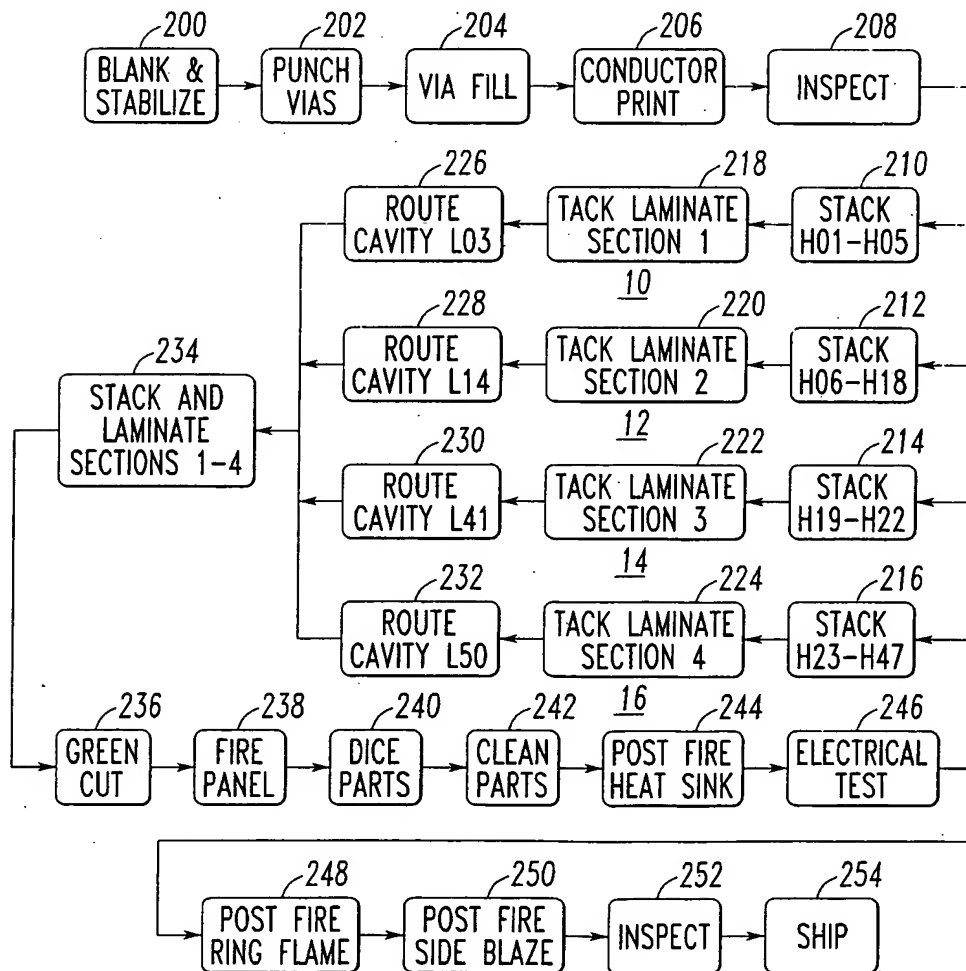 200
BLANK &
STABILIZE
202
PUNCH
VIAS
204
VIA FILL
206
CONDUCTOR
PRINT
208
INSPECT
226
ROUTE
CAVITY L03
218
TACK LAMINATE
SECTION 1
10
210
STACK
H01-H05
228
ROUTE
CAVITY L14
220
TACK LAMINATE
SECTION 2
12
212
STACK
H06-H18
234
STACK AND
LAMINATE
SECTIONS 1-4
230
ROUTE
CAVITY L41
222
TACK LAMINATE
SECTION 3
14
214
STACK
H19-H22
232
ROUTE
CAVITY L50
224
TACK LAMINATE
SECTION 4
16
216
STACK
H23-H47
236
GREEN
CUT
238
FIRE
PANEL
240
DICE
PARTS
242
CLEAN
PARTS
244
POST FIRE
HEAT SINK
246
ELECTRICAL
TEST
248
POST FIRE
RING FLAME
250
POST FIRE
SIDE BLAZE
252
INSPECT
254
SHIP